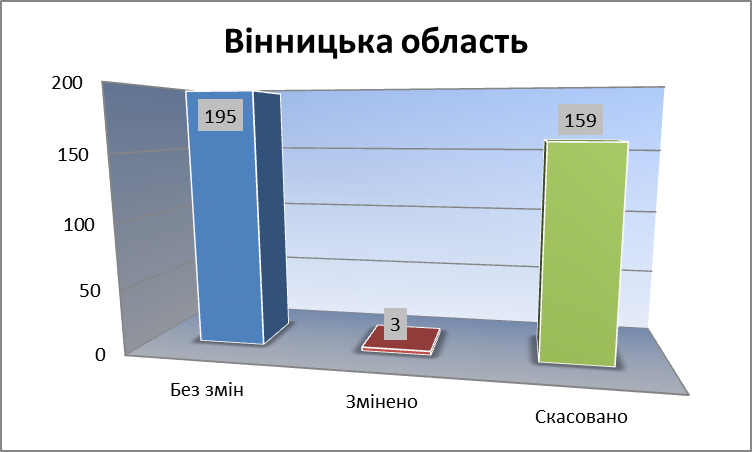 Вінницька область
200
150
100
50
0
195
3
159
Без змін
Змінено
Скасовано